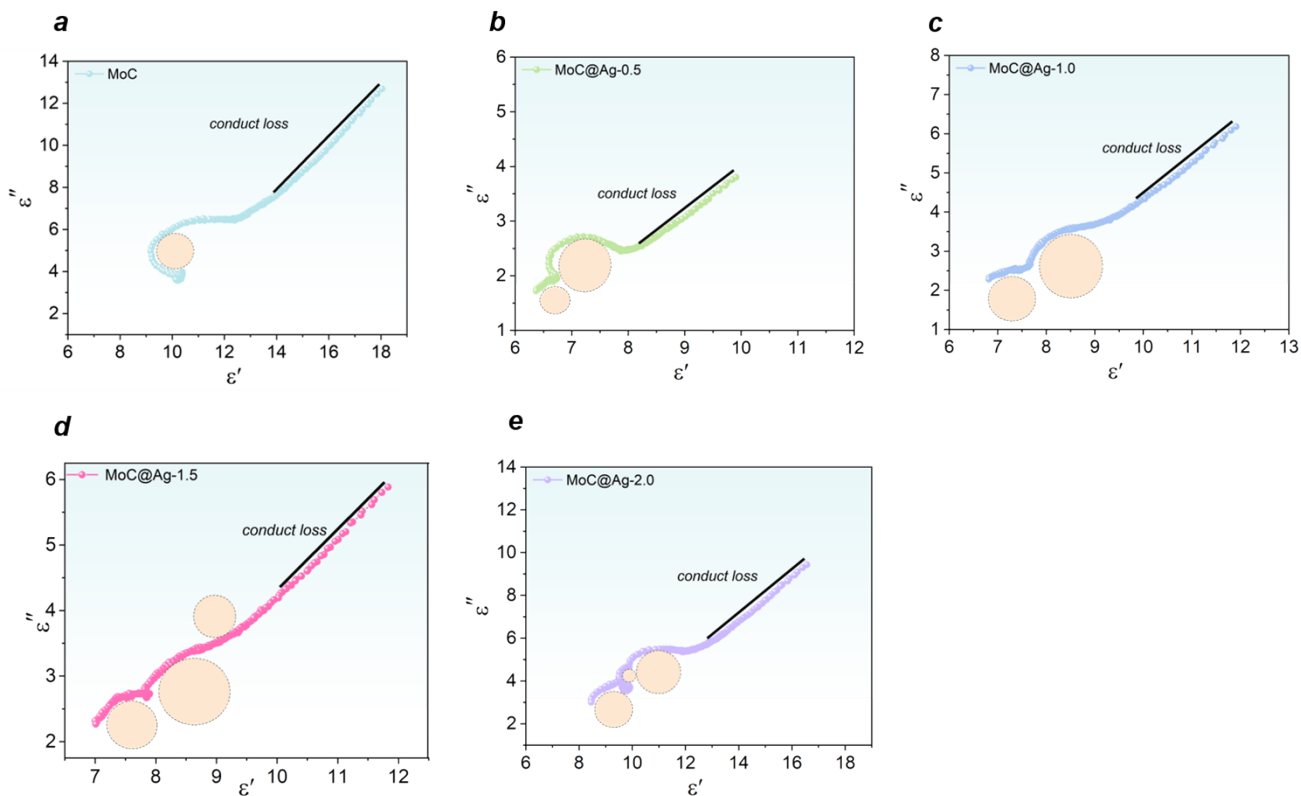 a
MoC
conduct loss
14
12
10
8
6
4
2
6 8 10 12 14 16 18
ε″
ε′
b
MoC@Ag-0.5
conduct loss
6
5
4
3
2
1
6 7 8 9 10 11 12
ε″
ε′
c
MoC@Ag-1.0
conduct loss
8
7
6
5
4
3
2
1
6 7 8 9 10 11 12 13
ε″
ε′
d
MoC@Ag-1.5
conduct loss
6
5
4
3
2
7 8 9 10 11 12
ε″
ε′
e
MoC@Ag-2.0
conduct loss
14
12
10
8
6
4
2
6 8 10 12 14 16 18
ε″
ε′